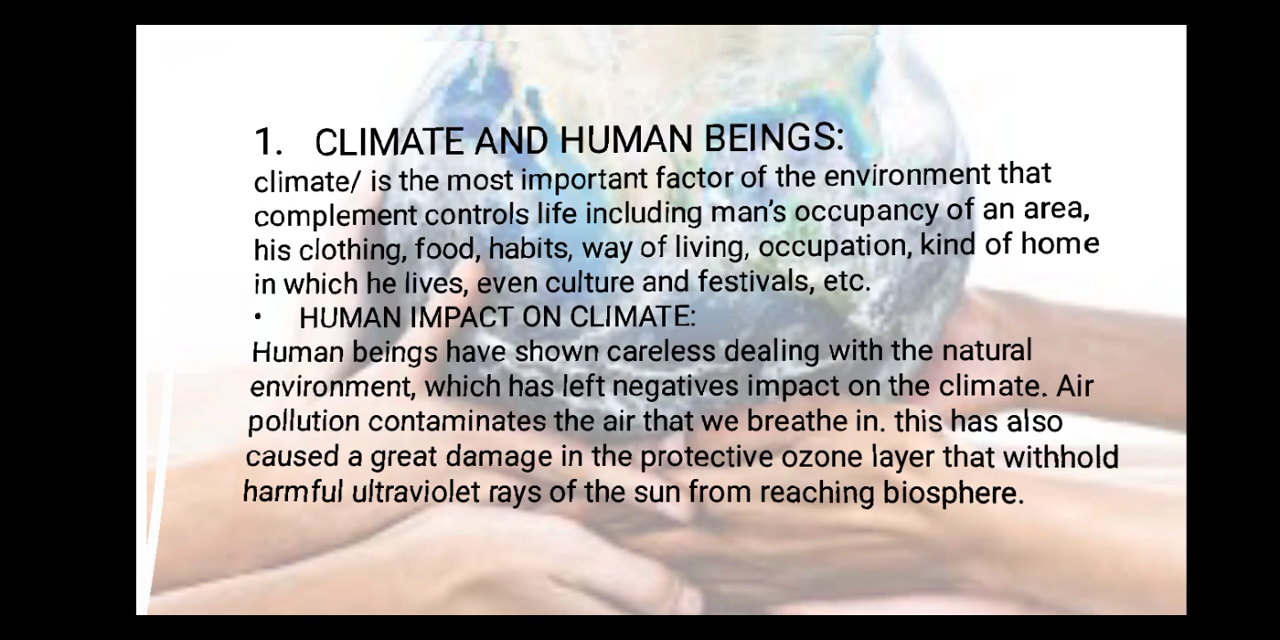 1. CLIMATE AND HUMAN BEINGS:
climate/ is the most important factor of the environment that
complement controls life including man's occupancy of an area,
his clothing, food, habits, way of living, occupation, kind of home
in which he lives, even culture and festivals, etc.
• HUMAN IMPACT ON CLIMATE:
Human beings have shown careless dealing with the natural
environment, which has left negatives impact on the climate. Air
pollution contaminates the air that we breathe in. this has also
caused a great damage in the protective ozone layer that withhold
harmful ultraviolet rays of the sun from reaching biosphere.